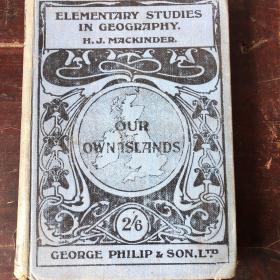 ELEMENTARY STUDIES
IN GEOGRAPHY.
H. J. MACKINDER.
OUR
OWN ISLANDS
2/6
GEORGE PHILIP & SON. LTD